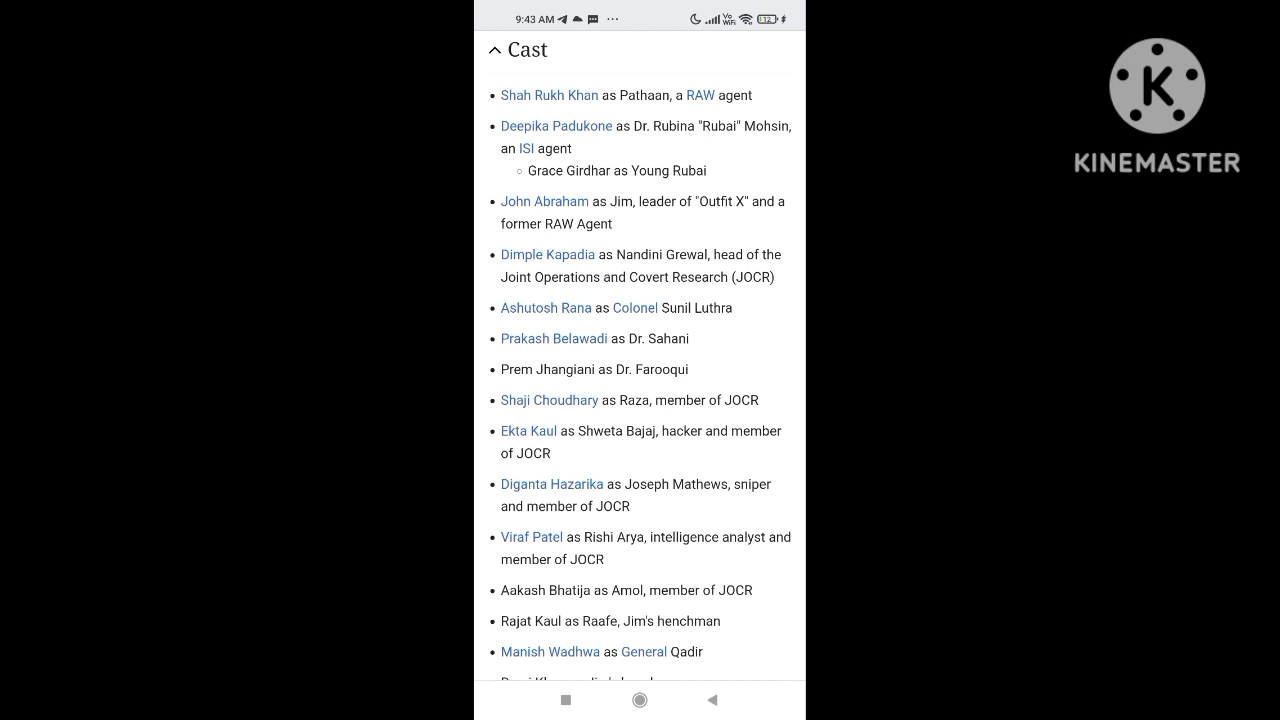 9:43 AM
Vo
WiFi
12
Cast
Shah Rukh Khan as Pathaan, a RAW agent
Deepika Padukone as Dr. Rubina "Rubai" Mohsin,
an ISI agent
Grace Girdhar as Young Rubai
John Abraham as Jim, leader of "Outfit X" and a
former RAW Agent
Dimple Kapadia as Nandini Grewal, head of the
Joint Operations and Covert Research (JOCR)
Ashutosh Rana as Colonel Sunil Luthra
Prakash Belawadi as Dr. Sahani
Prem Jhangiani as Dr. Farooqui
Shaji Choudhary as Raza, member of JOCR
Ekta Kaul as Shweta Bajaj, hacker and member
of JOCR
Diganta Hazarika as Joseph Mathews, sniper
and member of JOCR
Viraf Patel as Rishi Arya, intelligence analyst and
member of JOCR
Aakash Bhatija as Amol, member of JOCR
Rajat Kaul as Raafe, Jim's henchman
Manish Wadhwa as General Qadir
K
KINEMASTER